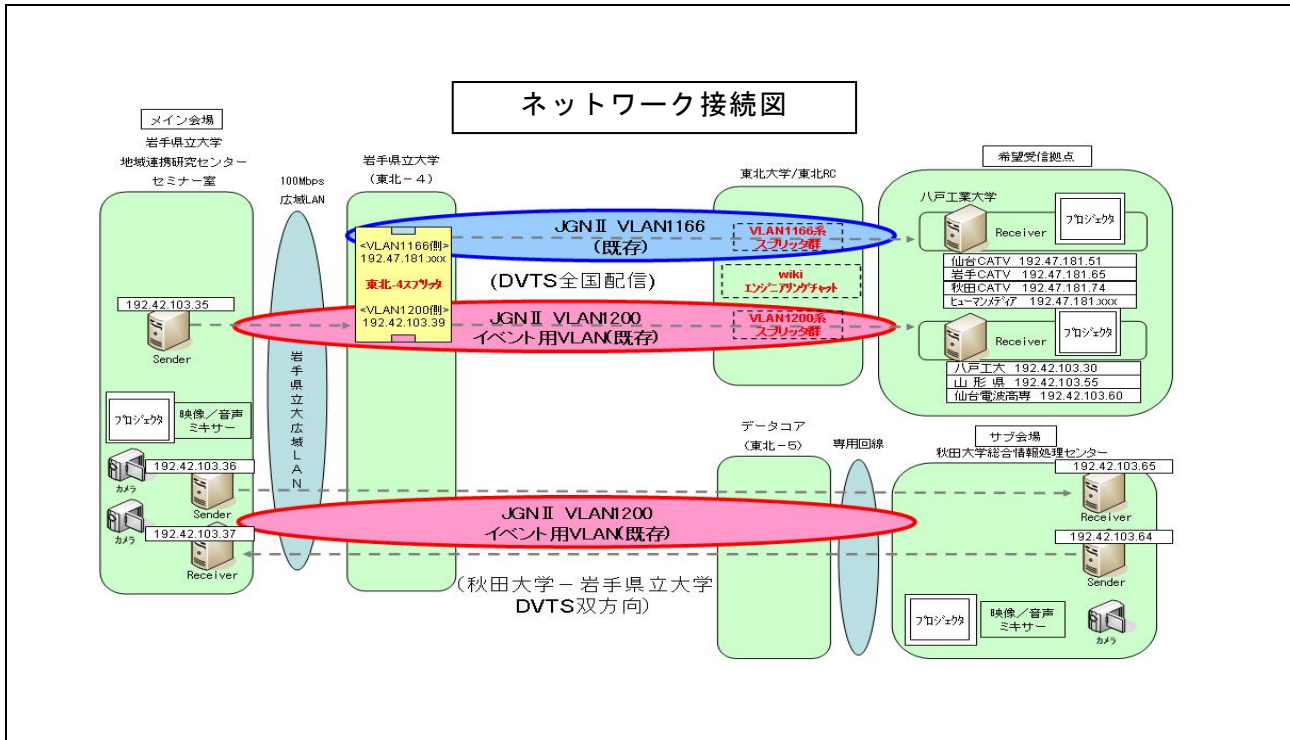 ネットワーク接続図
メイン会場
岩手県立大学
地域連携研究センター
セミナー室
100Mbps
広域LAN
岩手県立大学
(東北-4)
東北大学/東北RC
希望受信拠点
八戸工業大学
192.42.103.35
Sender
プロジェクタ
映像/音声
ミキサー
カメラ
192.42.103.36
Sender
カメラ
192.42.103.37
Receiver
岩手県立大広域LAN
<VLAN1166側>
192.47.181.xxx
東北-4スプリッタ
<VLAN1200側>
192.42.103.39
JGNⅡ VLAN1166
(既存)
(DVTS全国配信)
JGNⅡ VLAN1200
イベント用VLAN(既存)
VLAN1166系
スプリッタ群
wiki
エンジニアリングチャット
VLAN1200系
スプリッタ群
Receiver
プロジェクタ
仙台CATV 192.47.181.51
岩手CATV 192.47.181.65
秋田CATV 192.47.181.74
ヒューマンメディア 192.47.181.xxx
Receiver
プロジェクタ
八戸工大 192.42.103.30
山形県 192.42.103.55
仙台電波高専 192.42.103.60
データコア
(東北-5)
専用回線
サブ会場
秋田大学総合情報処理センター
192.42.103.65
Receiver
192.42.103.64
Sender
JGNⅡ VLAN1200
イベント用VLAN(既存)
(秋田大学-岩手県立大学
DVTS双方向)
プロジェクタ
映像/音声
ミキサー
カメラ